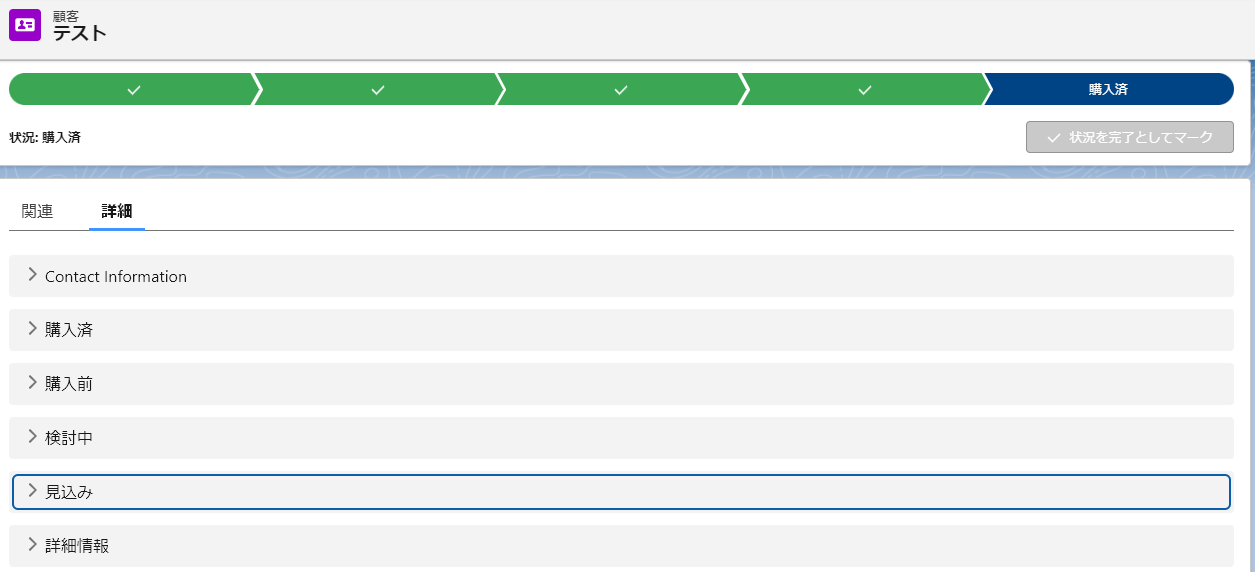 顧客
テスト
購入済
状況: 購入済
状況を完了としてマーク
関連
詳細
Contact Information
購入済
購入前
検討中
見込み
詳細情報